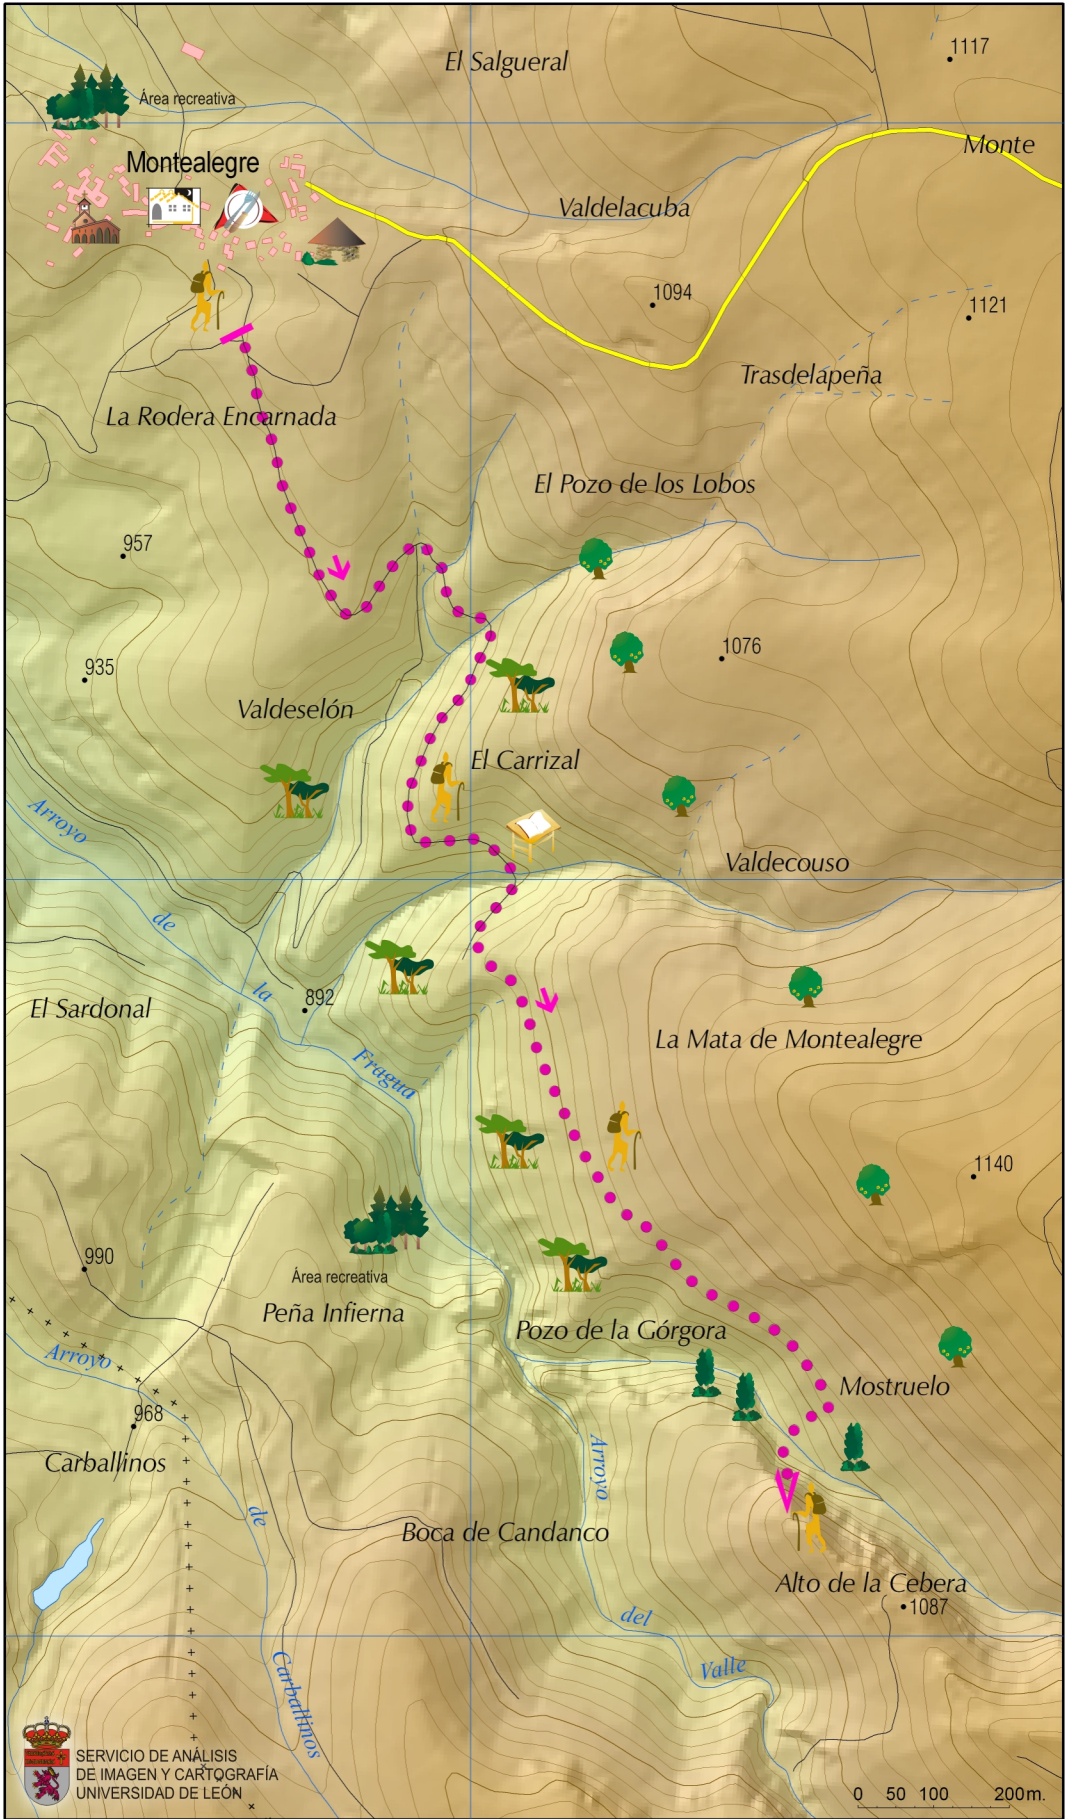 El Salgueral
1117
Área recreativa
Monte
Montealegre
Valdelacuba
1094
1121
Trasdelapeña
La Rodera Encarnada
El Pozo de los Lobos
957
1076
935
Valdeselón
El Carrizal
Arroyo
de
la
Fragua
Valdecouso
892
El Sardonal
La Mata de Montealegre
1140
990
Área recreativa
Peña Infierna
Pozo de la Górgora
Arroyo
de
Carballinos
Mostruelo
968
Carballinos
Arroyo
del
Valle
Boca de Candanco
Alto de la Cebera
1087
SERVICIO DE ANÁLISIS
DE IMAGEN Y CARTOGRAFÍA
UNIVERSIDAD DE LEÓN
0 50 100 200 m.